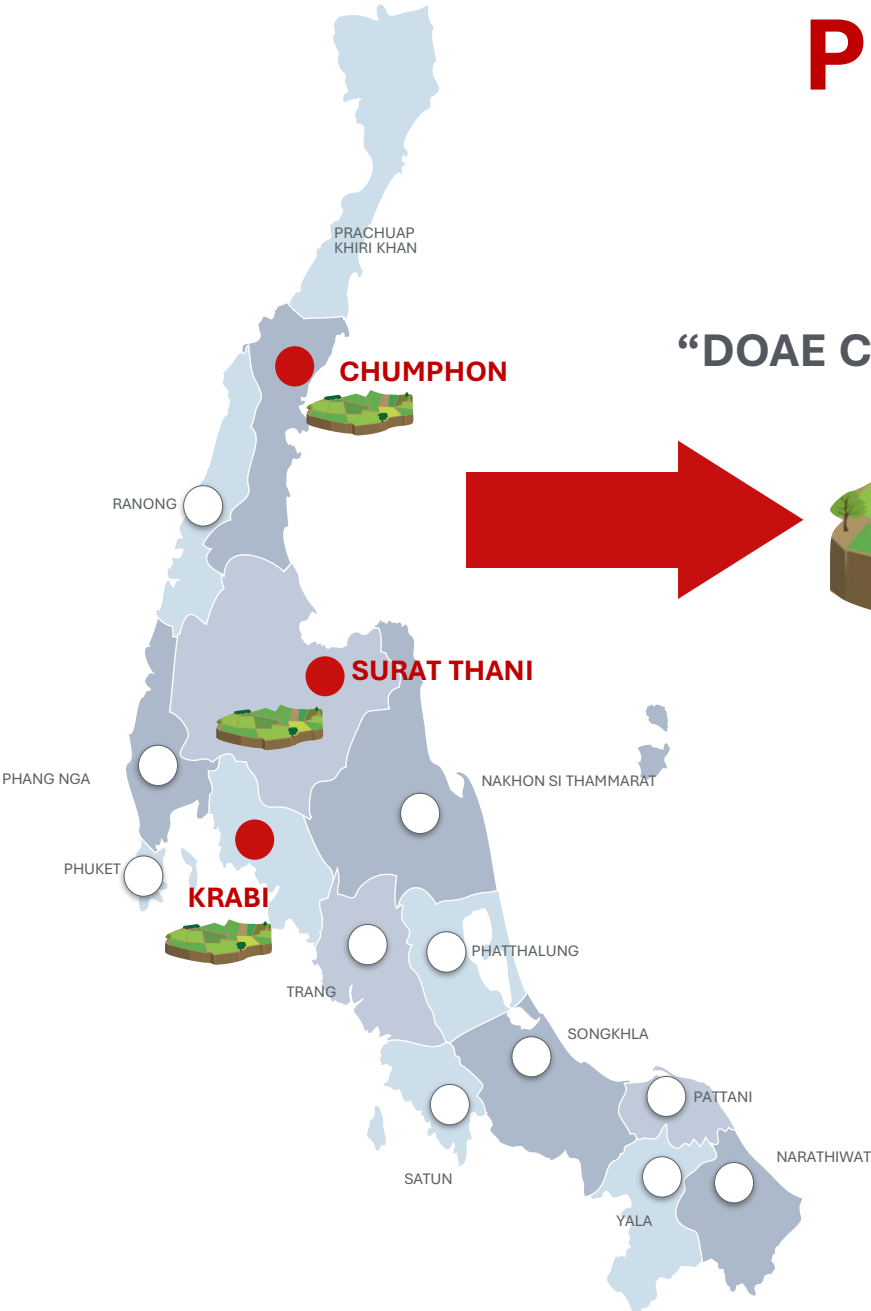 P
PRACHUAP
KHIRI KHAN
“DOAE C
CHUMPHON
RANONG
SURAT THANI
PHANG NGA
NAKHON SI THAMMARAT
PHUKET
KRABI
PHATTHALUNG
TRANG
SONGKHLA
PATTANI
NARATHIWAT
SATUN
YALA